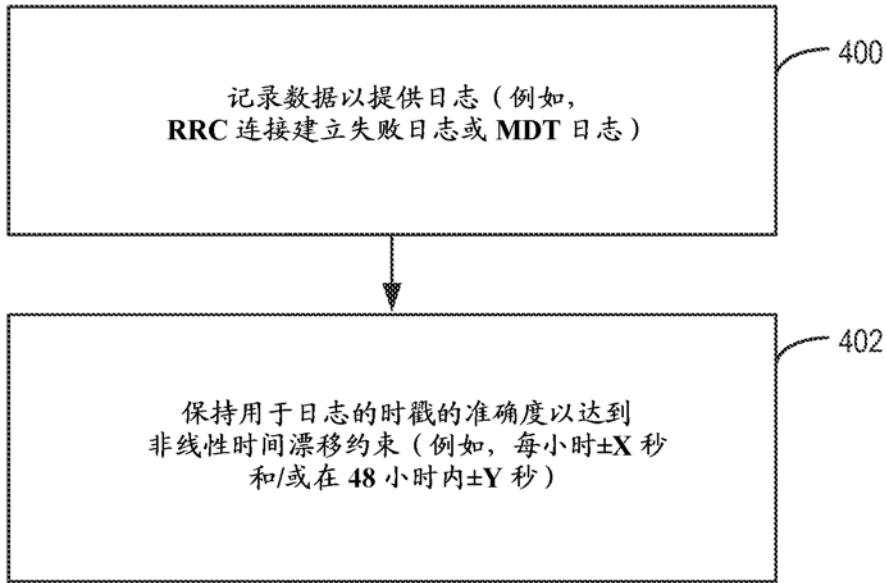 400
记录数据以提供日志（例如，
RRC 连接建立失败日志或 MDT 日志）
402
保持用于日志的时戳的准确度以达到
非线性时间漂移约束（例如，每小时±X 秒
和/或在 48 小时内±Y 秒）